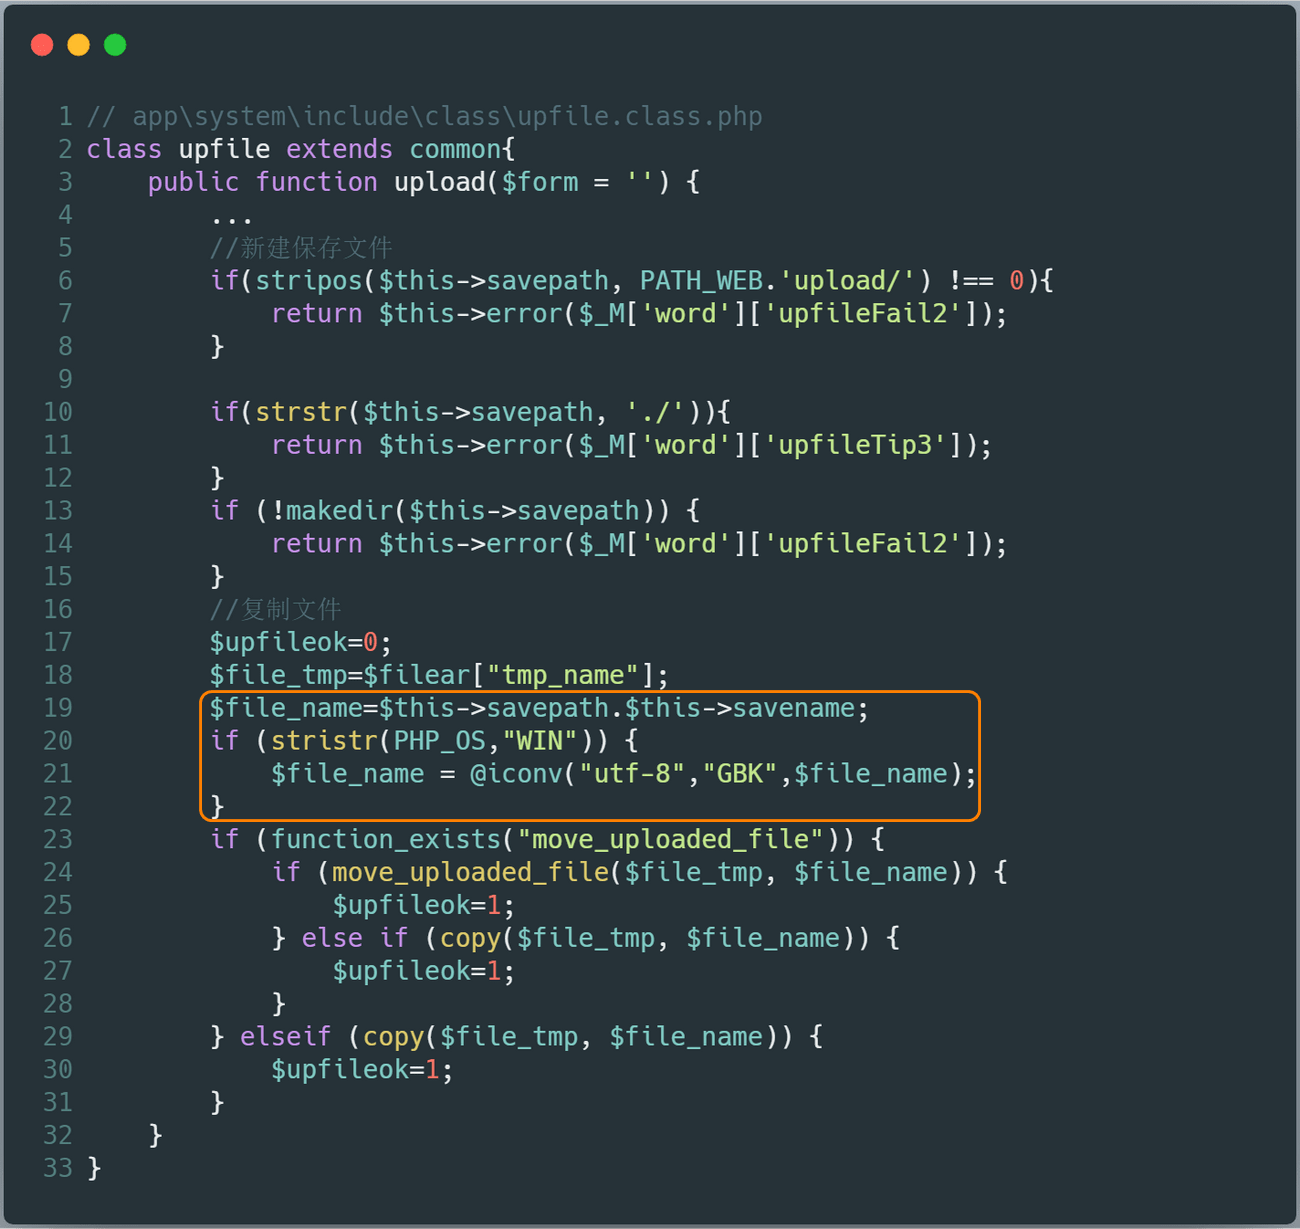 1 // app\system\include\class\upfile.class.php
2 class upfile extends common{
3     public function upload($form = '') {
4         ...
5         //新建保存文件
6         if(stripos($this->savepath, PATH_WEB.'upload/') !== 0){
7             return $this->error($_M['word']['upfileFail2']);
8         }
9
10         if(strstr($this->savepath, './')){
11             return $this->error($_M['word']['upfileTip3']);
12         }
13         if (!makedir($this->savepath)) {
14             return $this->error($_M['word']['upfileFail2']);
15         }
16         //复制文件
17         $upfileok=0;
18         $file_tmp=$filear["tmp_name"];
19         $file_name=$this->savepath.$this->savename;
20         if (stristr(PHP_OS,"WIN")) {
21             $file_name = @iconv("utf-8","GBK",$file_name);
22         }
23         if (function_exists("move_uploaded_file")) {
24             if (move_uploaded_file($file_tmp, $file_name)) {
25                 $upfileok=1;
26             } else if (copy($file_tmp, $file_name)) {
27                 $upfileok=1;
28             }
29         } elseif (copy($file_tmp, $file_name)) {
30             $upfileok=1;
31         }
32     }
33 }